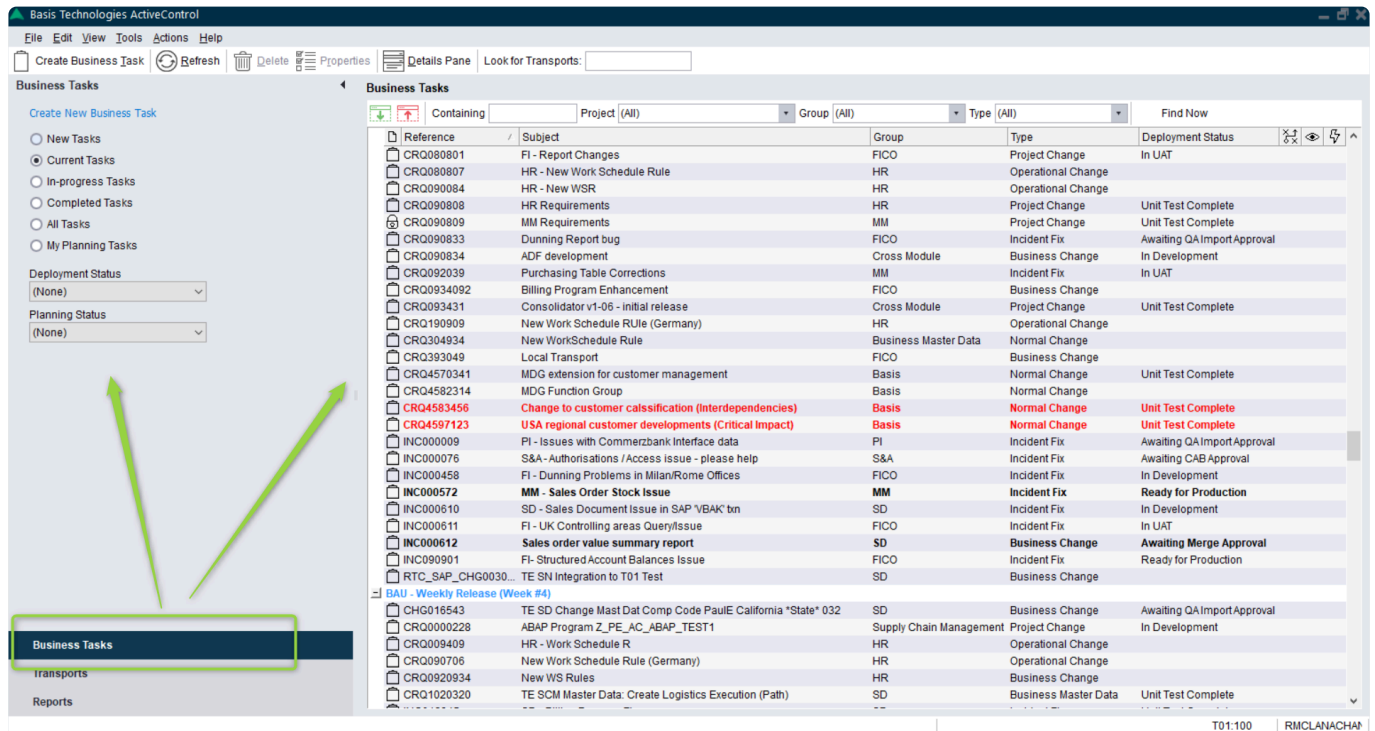 Basis Technologies ActiveControl
File Edit View Tools Actions Help
Create Business Task Refresh Delete Properties Details Pane Look for Transports:
Business Tasks
Create New Business Task
New Tasks
Current Tasks
In-progress Tasks
Completed Tasks
All Tasks
My Planning Tasks
Deployment Status
(None)
Planning Status
(None)
Business Tasks
Transports
Reports
Business Tasks
Containing Project (All) Group (All) Type (All) Find Now
Reference Subject Group Type Deployment Status
CRQ080801 FI - Report Changes FICO Project Change In UAT
CRQ080807 HR - New Work Schedule Rule HR Operational Change
CRQ090084 HR - New WSR HR Operational Change
CRQ090808 HR Requirements HR Project Change Unit Test Complete
CRQ090809 MM Requirements MM Project Change Unit Test Complete
CRQ090833 Dunning Report bug FICO Incident Fix Awaiting QA Import Approval
CRQ090834 ADF development Cross Module Business Change In Development
CRQ092039 Purchasing Table Corrections MM Incident Fix In UAT
CRQ0934092 Billing Program Enhancement FICO Business Change
CRQ093431 Consolidator v1-06 - initial release Cross Module Project Change Unit Test Complete
CRQ190909 New Work Schedule RUle (Germany) HR Operational Change
CRQ304934 New WorkSchedule Rule Business Master Data Normal Change
CRQ393049 Local Transport FICO Business Change
CRQ4570341 MDG extension for customer management Basis Normal Change Unit Test Complete
CRQ4582314 MDG Function Group Basis Normal Change
CRQ4583456 Change to customer calssification (Interdependencies) Basis Normal Change Unit Test Complete
CRQ4597123 USA regional customer developments (Critical Impact) Basis Normal Change Unit Test Complete
INC000009 PI - Issues with Commerzbank Interface data PI Incident Fix Awaiting QA Import Approval
INC000076 S&A - Authorisations / Access issue - please help S&A Incident Fix Awaiting CAB Approval
INC000458 FI - Dunning Problems in Milan/Rome Offices FICO Incident Fix In Development
INC000572 MM - Sales Order Stock Issue MM Incident Fix Ready for Production
INC000610 SD - Sales Document Issue in SAP 'VBAK' txn SD Incident Fix In Development
INC000611 FI - UK Controlling areas Query/Issue FICO Incident Fix In UAT
INC000612 Sales order value summary report SD Business Change Awaiting Merge Approval
INC090901 FI- Structured Account Balances Issue FICO Incident Fix Ready for Production
RTC_SAP_CHG0030... TE SN Integration to T01 Test SD Business Change
BAU - Weekly Release (Week #4)
CHG016543 TE SD Change Mast Dat Comp Code PaulE California *State* 032 SD Business Change Awaiting QA Import Approval
CRQ0000228 ABAP Program Z_PE_AC_ABAP_TEST1 Supply Chain Management Project Change In Development
CRQ009409 HR - Work Schedule R HR Operational Change
CRQ090706 New Work Schedule Rule (Germany) HR Operational Change
CRQ0920934 New WS Rules HR Business Change
CRQ1020320 TE SCM Master Data: Create Logistics Execution (Path) SD Business Master Data Unit Test Complete
T01:100 RMCLANACHAN